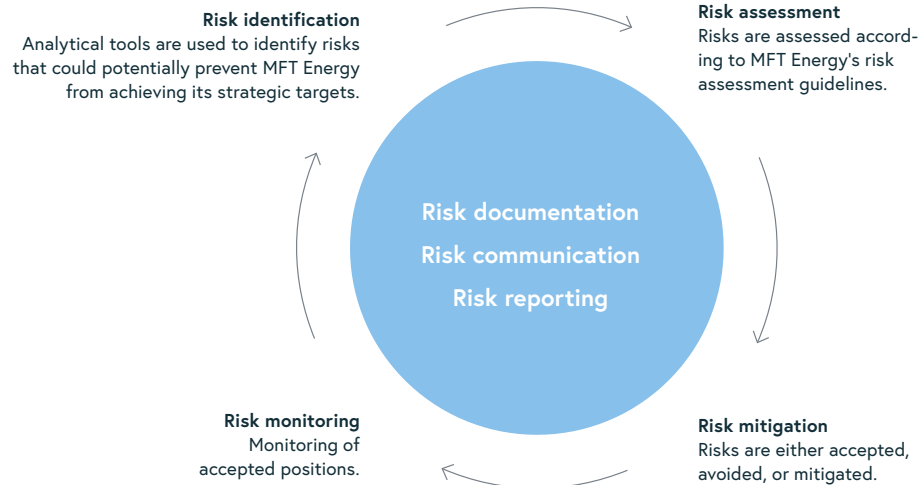 Risk identification
Analytical tools are used to identify risks
that could potentially prevent MFT Energy
from achieving its strategic targets.
Risk assessment
Risks are assessed accord-
ing to MFT Energy's risk
assessment guidelines.
Risk documentation
Risk communication
Risk reporting
Risk monitoring
Monitoring of
accepted positions.
Risk mitigation
Risks are either accepted,
avoided, or mitigated.